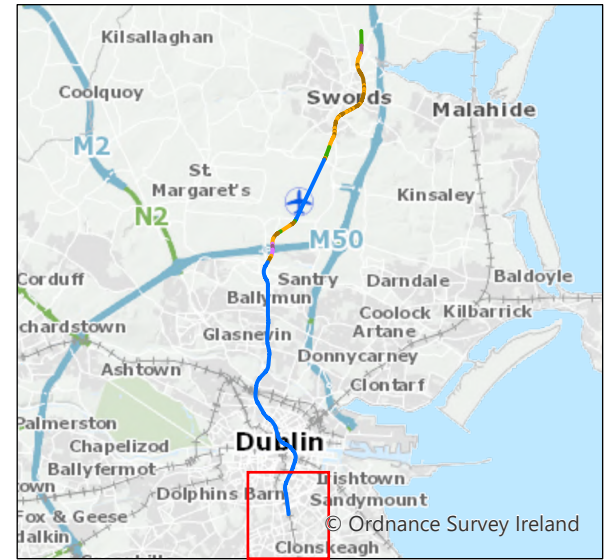 Kilsallaghan
Coolquoy
Swords
Malahide
M2
St.
Margaret's
N2
Kinsaley
M50
Corduff
Santry
Darndale
Baldoyle
Ballymun
Coolock
Kilbarrick
chardstown
Glasnevin
Artane
Donnycarney
Ashtown
Clontarf
Palmerston
Chapelizod
Dublin
Ballyfermot
town
Dolphins Barn
Irishtown
Sandymount
Fox & Geese
© Ordnance Survey Ireland
dalkin
Clonskeagh